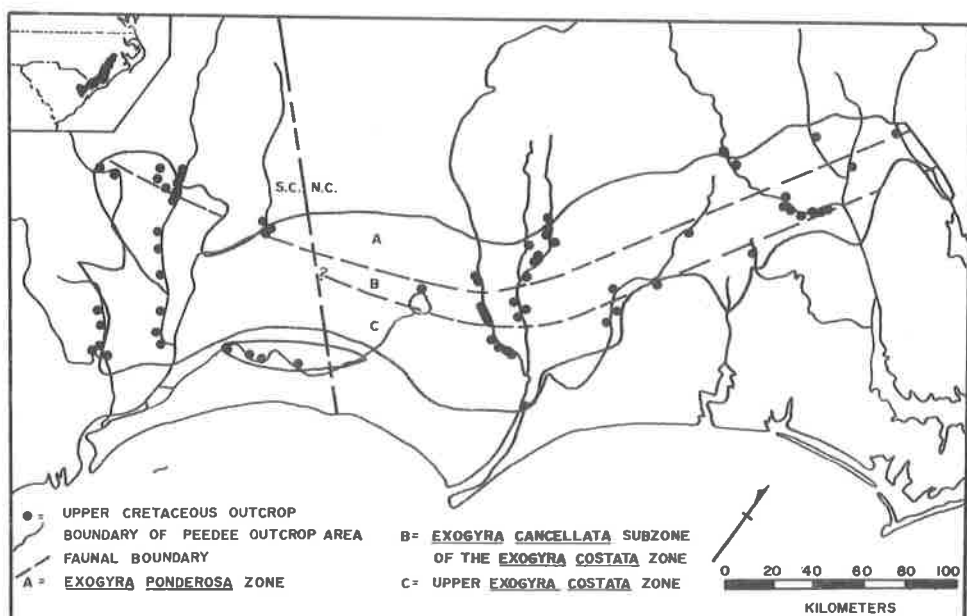 S.C. N.C.
A
B
?
C
●= UPPER CRETACEOUS OUTCROP
BOUNDARY OF PEEDEE OUTCROP AREA
FAUNAL BOUNDARY
A= EXOGYRA PONDEROSA ZONE
B= EXOGYRA CANCELLATA SUBZONE
OF THE EXOGYRA COSTATA ZONE
C= UPPER EXOGYRA COSTATA ZONE
0 20 40 60 80 100
KILOMETERS